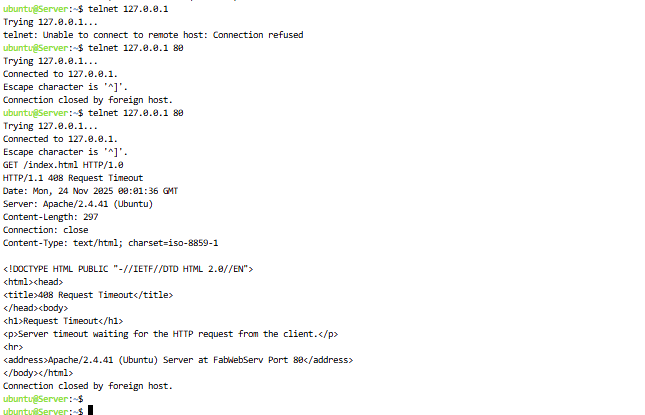 ubuntu@Server:~$ telnet 127.0.0.1
Trying 127.0.0.1...
telnet: Unable to connect to remote host: Connection refused
ubuntu@Server:~$ telnet 127.0.0.1 80
Trying 127.0.0.1...
Connected to 127.0.0.1.
Escape character is '^]'.
Connection closed by foreign host.
ubuntu@Server:~$ telnet 127.0.0.1 80
Trying 127.0.0.1...
Connected to 127.0.0.1.
Escape character is '^]'.
GET /index.html HTTP/1.0
HTTP/1.1 408 Request Timeout
Date: Mon, 24 Nov 2025 00:01:36 GMT
Server: Apache/2.4.41 (Ubuntu)
Content-Length: 297
Connection: close
Content-Type: text/html; charset=iso-8859-1

<!DOCTYPE HTML PUBLIC "-//IETF//DTD HTML 2.0//EN">
<html><head>
<title>408 Request Timeout</title>
</head><body>
<h1>Request Timeout</h1>
<p>Server timeout waiting for the HTTP request from the client.</p>
<hr>
<address>Apache/2.4.41 (Ubuntu) Server at FabWebServ Port 80</address>
</body></html>
Connection closed by foreign host.
ubuntu@Server:~$
ubuntu@Server:~$